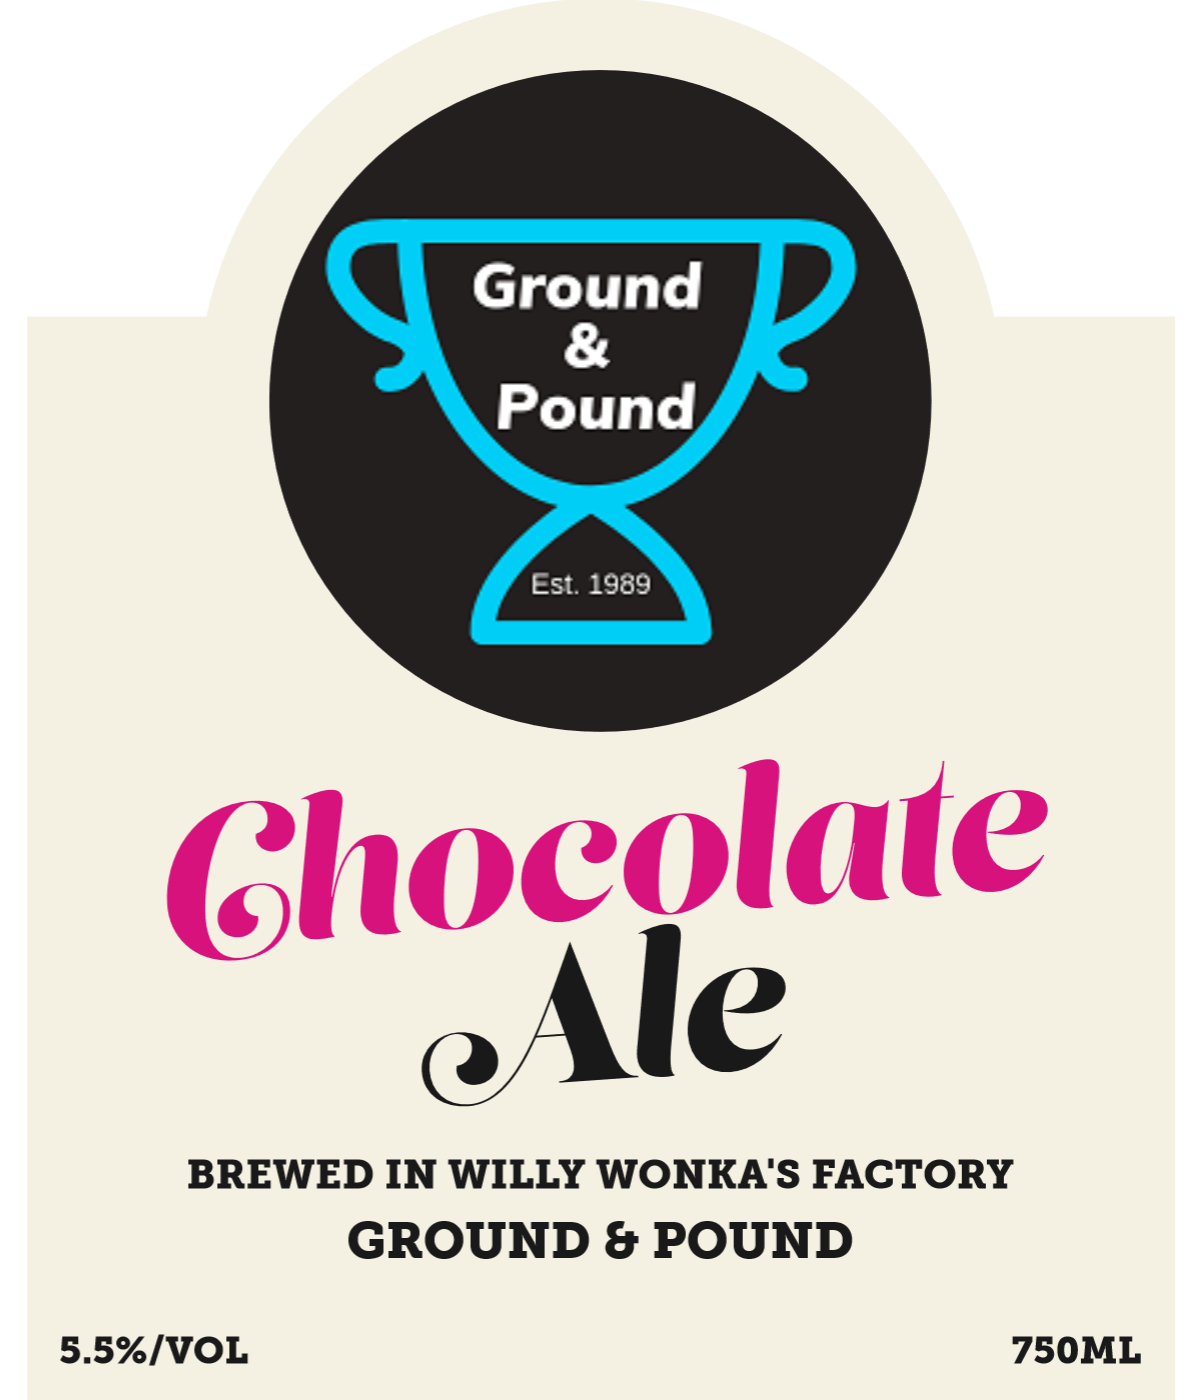 Ground
&
Pound
Est. 1989
Chocolate
Ale
BREWED IN WILLY WONKA'S FACTORY
GROUND & POUND
5.5%/VOL
750ML